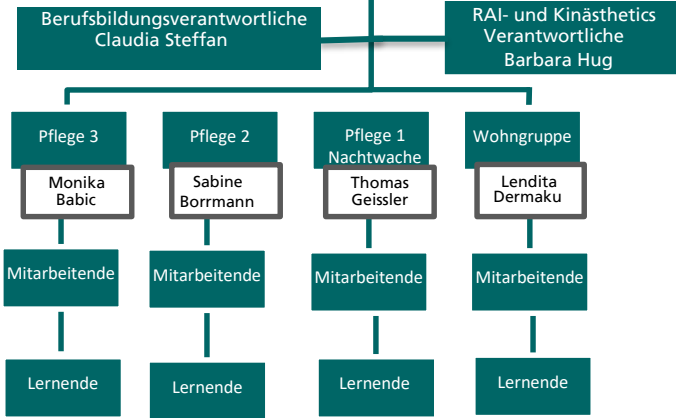 Berufsbildungsverantwortliche
Claudia Steffan
RAI- und Kinästhetics
Verantwortliche
Barbara Hug
Pflege 3
Monika
Babic
Mitarbeitende
Lernende
Pflege 2
Sabine
Borrmann
Mitarbeitende
Lernende
Pflege 1
Nachtwache
Thomas
Geissler
Mitarbeitende
Lernende
Wohngruppe
Lendita
Dermaku
Mitarbeitende
Lernende